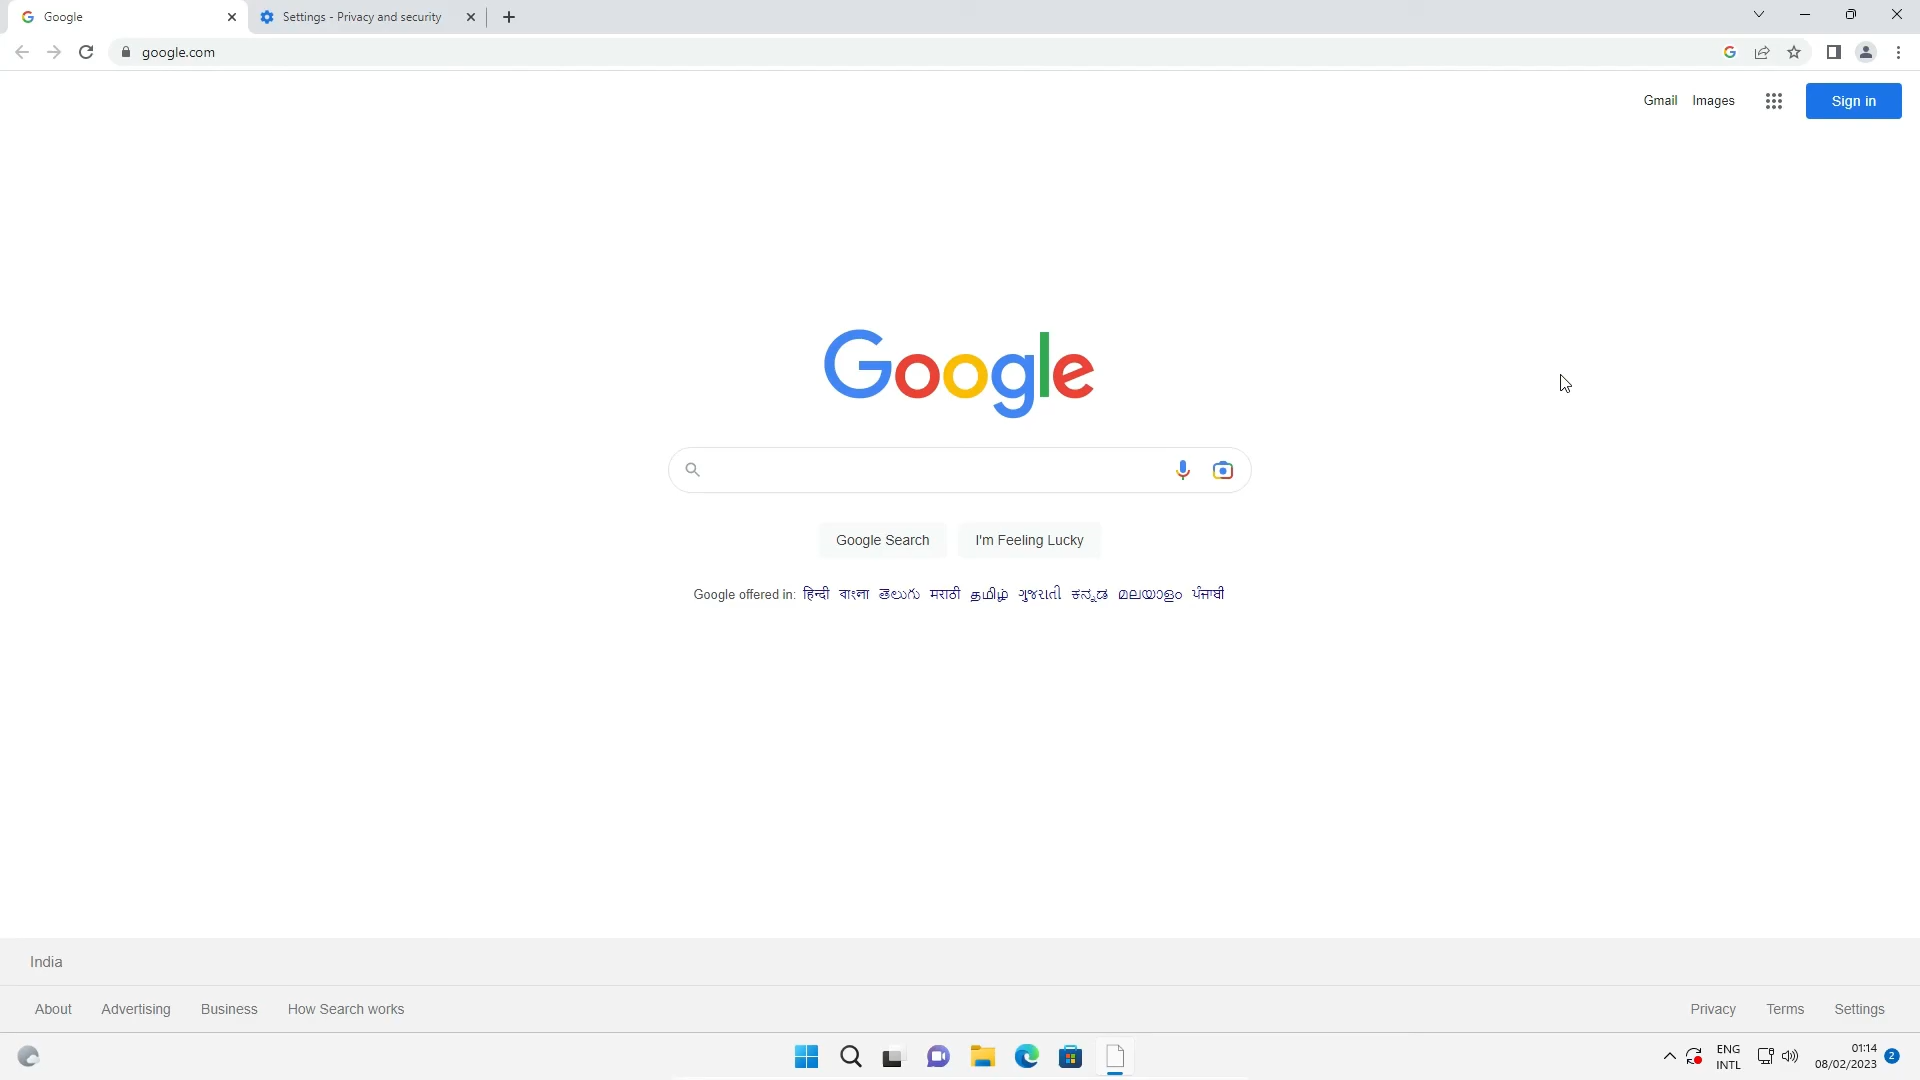 Google
Settings - Privacy and security
google.com
Gmail Images Sign in
Google
Google Search I'm Feeling Lucky
Google offered in: हिन्दी বাংলা తెలుగు मराठी தமிழ் ગુજરાતી ಕನ್ನಡ മലയാളം ਪੰਜਾਬੀ
India
About Advertising Business How Search works Privacy Terms Settings
ENG
INTL
01:14
08/02/2023
2